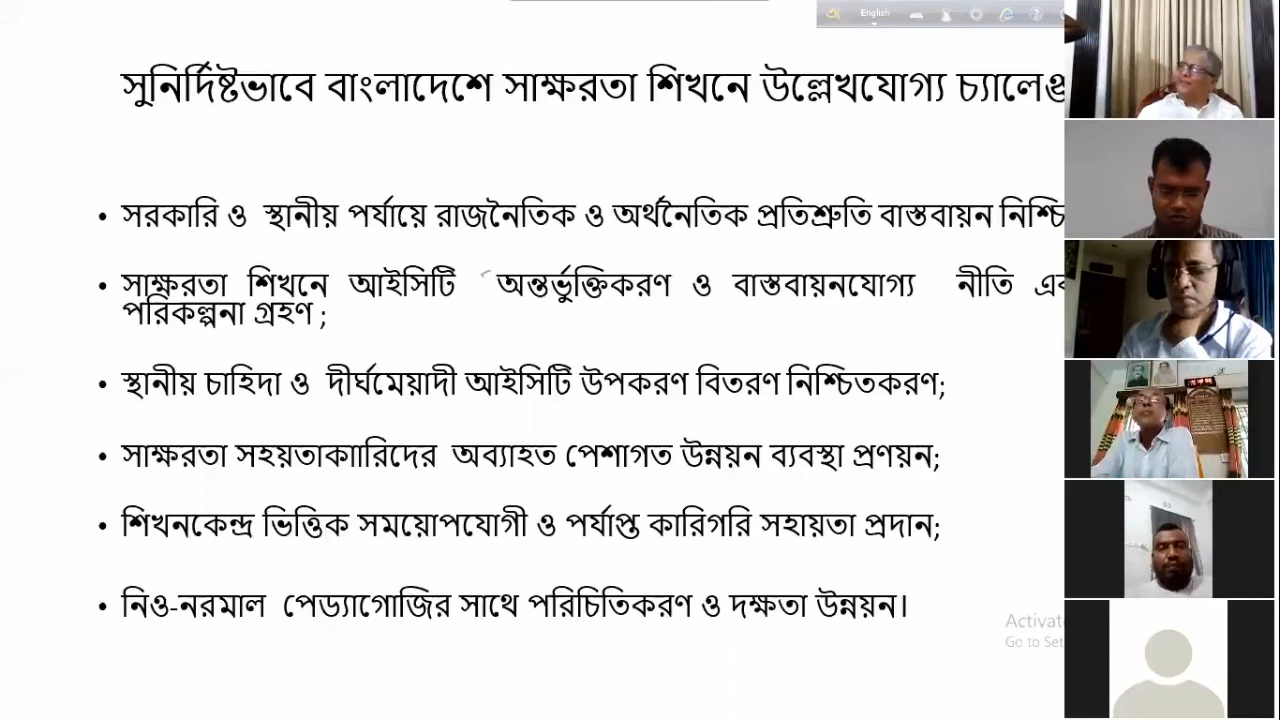 English
সুনির্দিষ্টভাবে বাংলাদেশে সাক্ষরতা শিখনে উল্লেখযোগ্য
• সরকারি ও স্থানীয় পর্যায়ে রাজনৈতিক ও অর্থনৈতিক প্রতিশ্রুতি বাস্তবায়ন
• সাক্ষরতা শিখনে আইসিটি অন্তর্ভুক্তিকরণ ও বাস্তবায়নযোগ্য নীতি
পরিকল্পনা গ্রহণ ;
• স্থানীয় চাহিদা ও দীর্ঘমেয়াদী আইসিটি উপকরণ বিতরণ নিশ্চিতকরণ;
• সাক্ষরতা সহয়তাকাারিদের অব্যাহত পেশাগত উন্নয়ন ব্যবস্থা প্রণয়ন;
• শিখনকেন্দ্র ভিত্তিক সময়োপযোগী ও পর্যাপ্ত কারিগরি সহায়তা প্রদান;
• নিও-নরমাল পেড্যাগোজির সাথে পরিচিতিকরণ ও দক্ষতা উন্নয়ন।
Go to